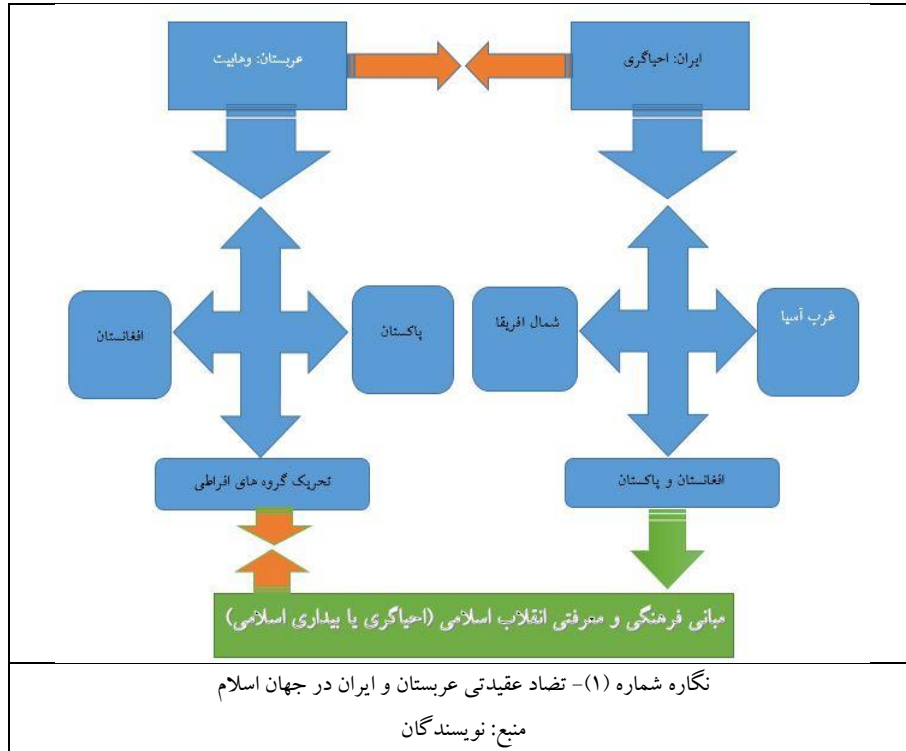 ایران: احیاگری
عربستان: وهابیت
غرب آسیا
شمال افریقا
پاکستان
افغانستان
افغانستان و پاکستان
تحریک گروه های افراطی
مبانی فرهنگی و معرفتی انقلاب اسلامی (احیاگری یا بیداری اسلامی)
نگاره شماره (۱)- تضاد عقیدتی عربستان و ایران در جهان اسلام
منبع: نویسندگان